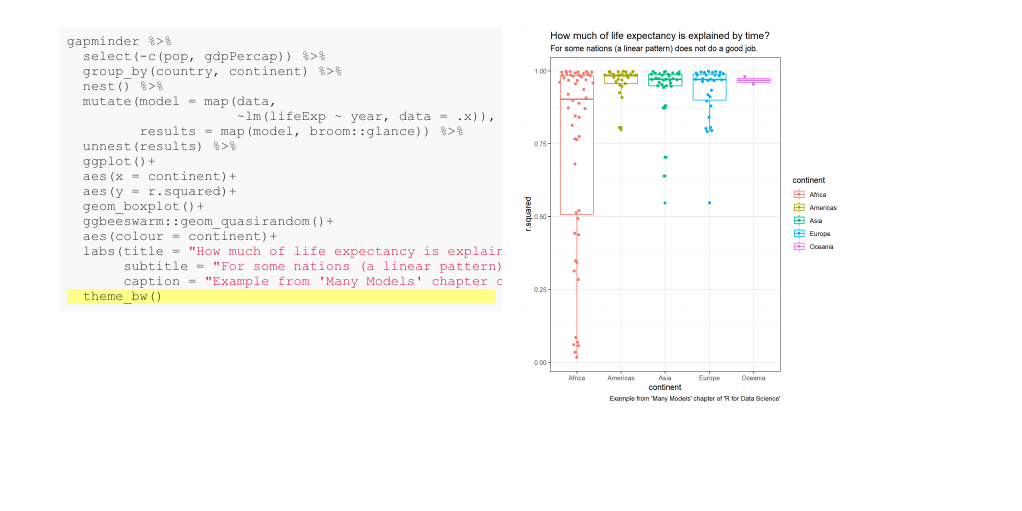 gapminder %>%
select(-c(pop, gdpPercap)) %>%
group_by(country, continent) %>%
nest() %>%
mutate(model = map(data,
~lm(lifeExp ~ year, data = .x)),
results = map(model, broom::glance)) %>%
unnest(results) %>%
ggplot()+
aes(x = continent)+
aes(y = r.squared)+
geom_boxplot()+
ggbeeswarm::geom_quasirandom()+
aes(colour = continent)+
labs(title = "How much of life expectancy is explain
subtitle = "For some nations (a linear pattern)
caption = "Example from 'Many Models' chapter o
theme_bw()
How much of life expectancy is explained by time?
For some nations (a linear pattern) does not do a good job.
1.00
0.75
0.50
0.25
0.00
r.squared
Africa
Americas
Asia
Europe
Oceania
continent
Example from 'Many Models' chapter of 'R for Data Science'
continent
Africa
Americas
Asia
Europe
Oceania